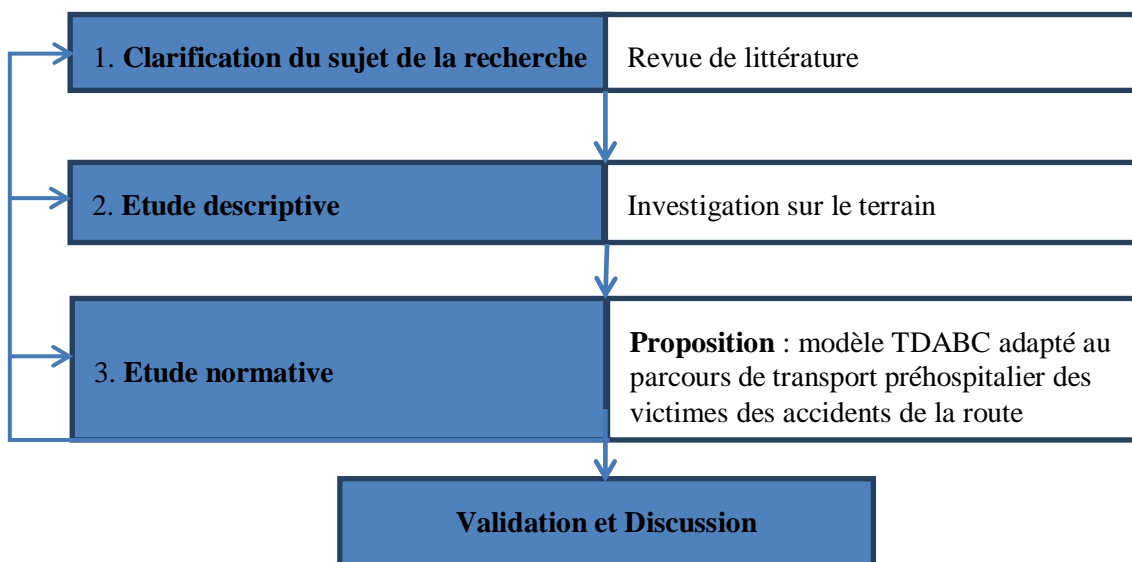 1. Clarification du sujet de la recherche
Revue de littérature
2. Etude descriptive
Investigation sur le terrain
3. Etude normative
Proposition : modèle TDABC adapté au
parcours de transport préhospitalier des
victimes des accidents de la route
Validation et Discussion